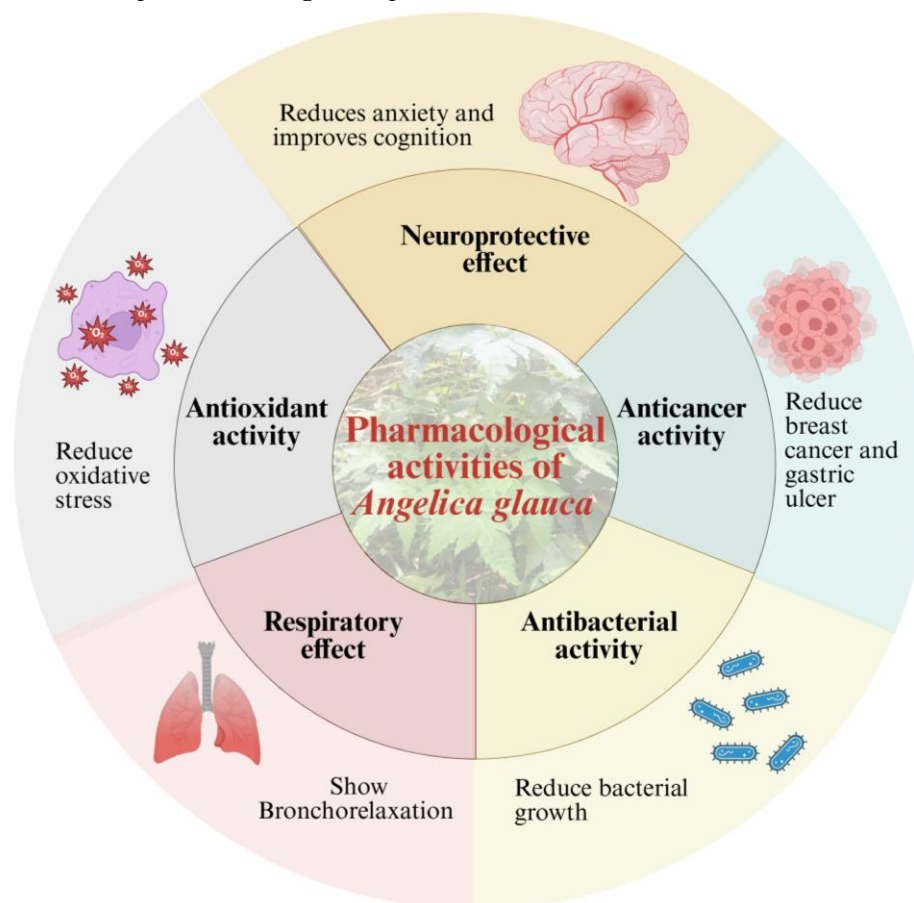 Reduces anxiety and
improves cognition
Neuroprotective
effect
Antioxidant
activity
Reduce
oxidative
stress
Anticancer
activity
Reduce
breast
cancer and
gastric
ulcer
Pharmacological
activities of
Angelica glauca
Respiratory
effect
Show
Bronchorelaxation
Antibacterial
activity
Reduce bacterial
growth